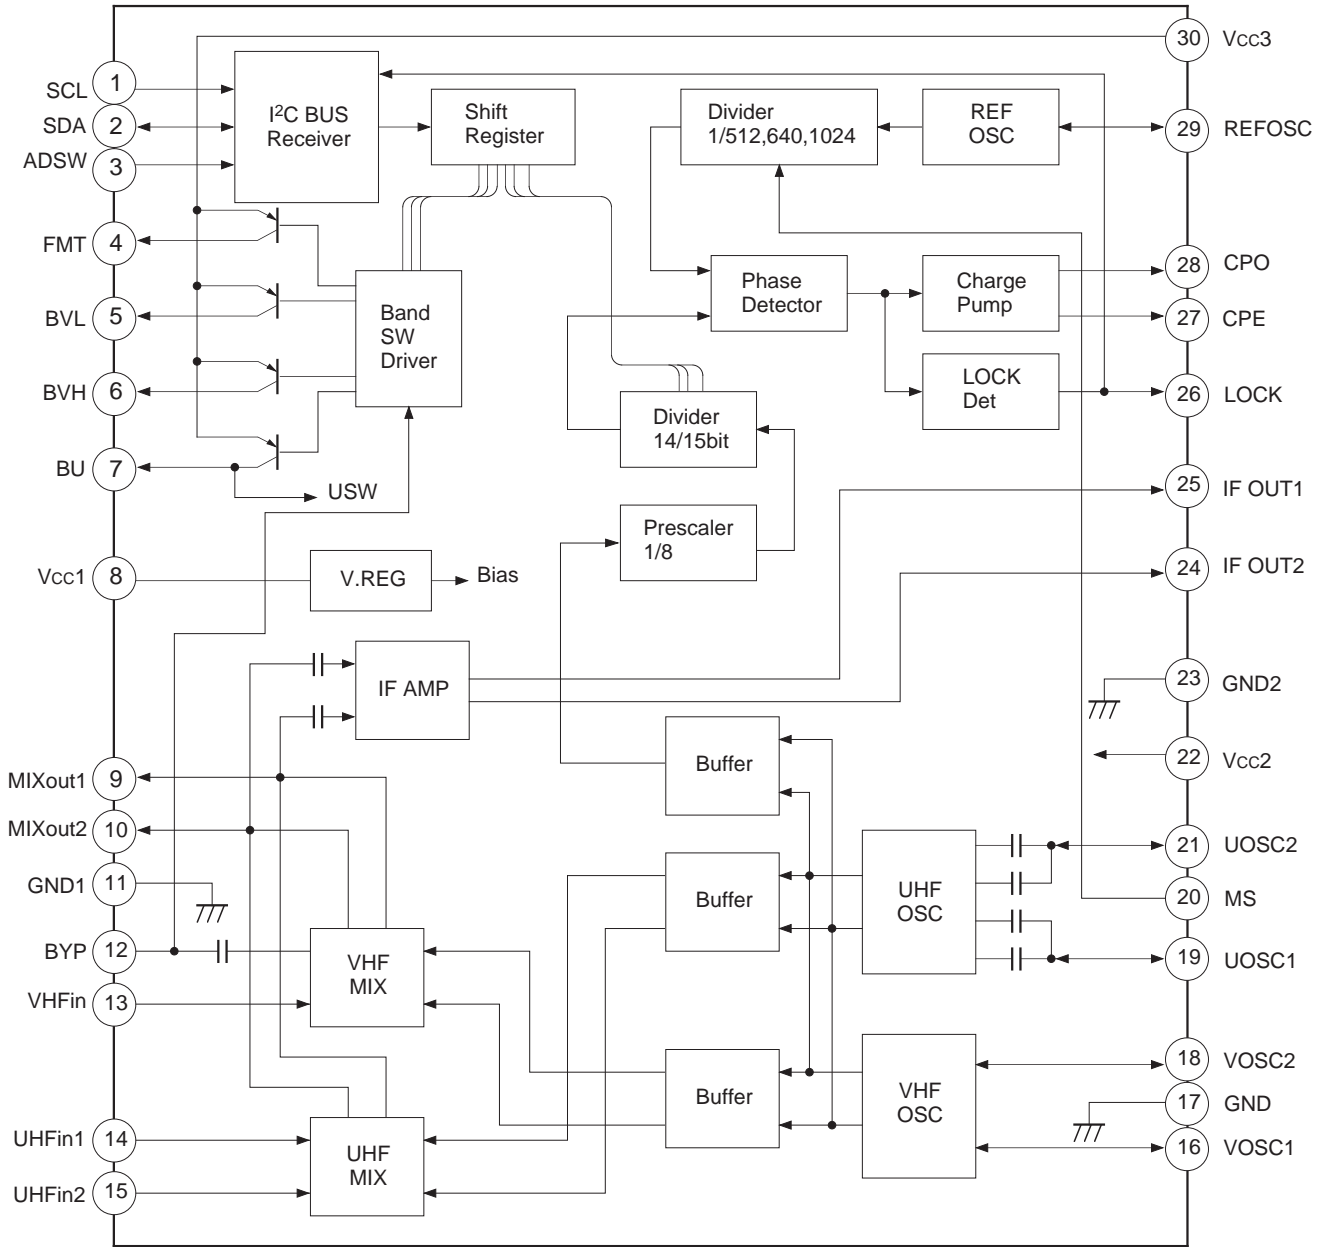 SCL 1
SDA 2
ADSW 3
FMT 4
BVL 5
BVH 6
BU 7
Vcc1 8
MIXout1 9
MIXout2 10
GND1 11
BYP 12
VHFin 13
UHFin1 14
UHFin2 15
I²C BUS
Receiver
Shift
Register
Divider
1/512,640,1024
REF
OSC
Band
SW
Driver
Phase
Detector
Charge
Pump
LOCK
Det
Divider
14/15bit
USW
Prescaler
1/8
V.REG
Bias
IF AMP
Buffer
Buffer
UHF
OSC
VHF
MIX
Buffer
VHF
OSC
UHF
MIX
30 Vcc3
29 REFOSC
28 CPO
27 CPE
26 LOCK
25 IF OUT1
24 IF OUT2
23 GND2
22 Vcc2
21 UOSC2
20 MS
19 UOSC1
18 VOSC2
17 GND
16 VOSC1